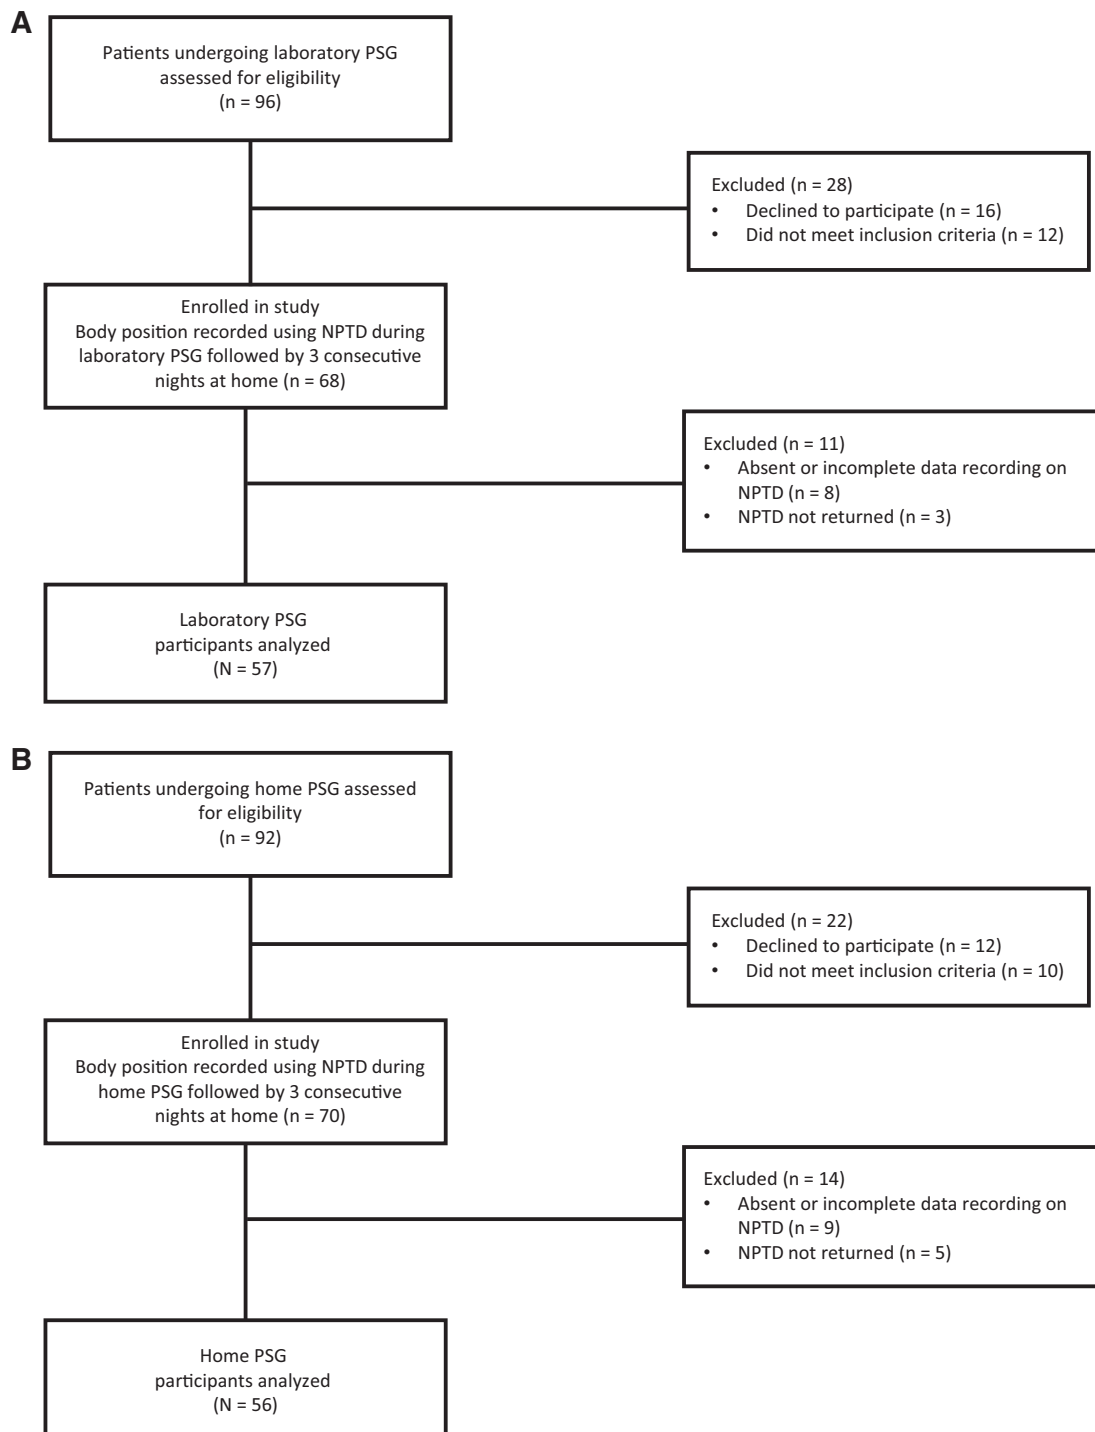 A
Patients undergoing laboratory PSG
assessed for eligibility
(n = 96)
Excluded (n = 28)
• Declined to participate (n = 16)
• Did not meet inclusion criteria (n = 12)
Enrolled in study
Body position recorded using NPTD during
laboratory PSG followed by 3 consecutive
nights at home (n = 68)
Excluded (n = 11)
• Absent or incomplete data recording on
NPTD (n = 8)
• NPTD not returned (n = 3)
Laboratory PSG
participants analyzed
(N = 57)
B
Patients undergoing home PSG assessed
for eligibility
(n = 92)
Excluded (n = 22)
• Declined to participate (n = 12)
• Did not meet inclusion criteria (n = 10)
Enrolled in study
Body position recorded using NPTD during
home PSG followed by 3 consecutive
nights at home (n = 70)
Excluded (n = 14)
• Absent or incomplete data recording on
NPTD (n = 9)
• NPTD not returned (n = 5)
Home PSG
participants analyzed
(N = 56)